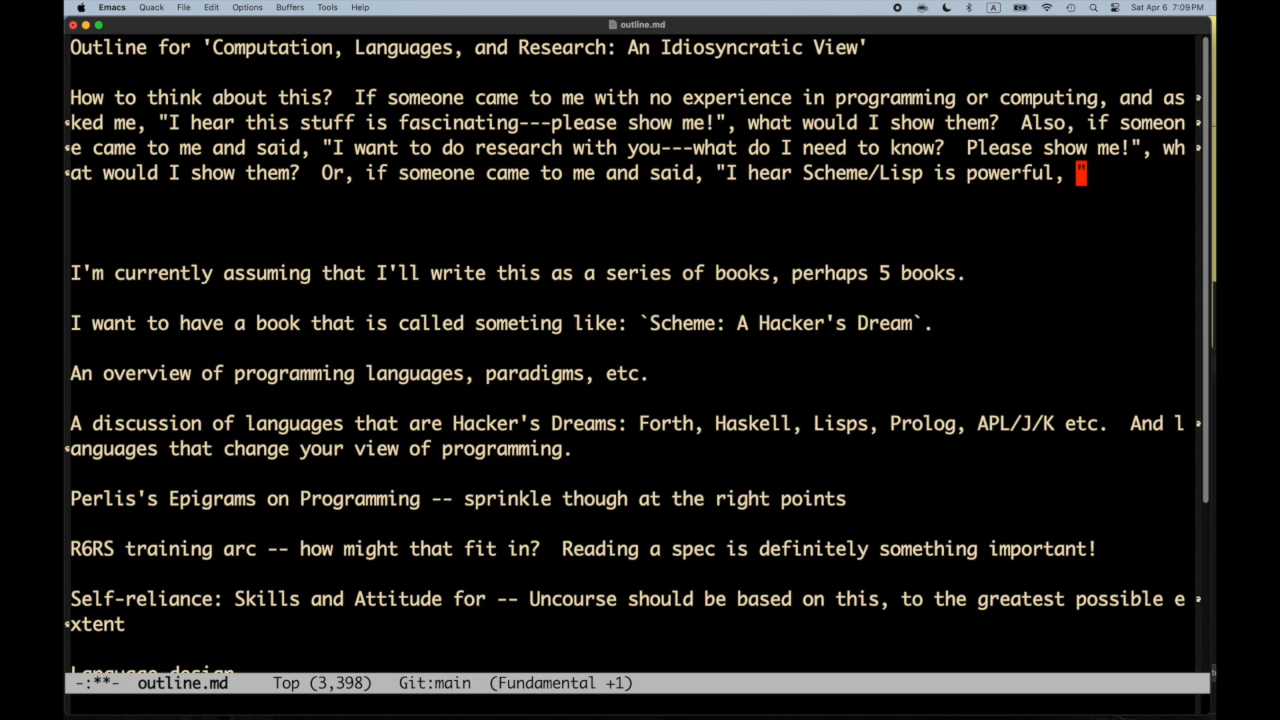 Emacs Quack File Edit Options Buffers Tools Help A Sat Apr 6 7:09 PM
outline.md
Outline for 'Computation, Languages, and Research: An Idiosyncratic View'
How to think about this?  If someone came to me with no experience in programming or computing, and as
ked me, "I hear this stuff is fascinating---please show me!", what would I show them?  Also, if someon
e came to me and said, "I want to do research with you---what do I need to know?  Please show me!", wh
at would I show them?  Or, if someone came to me and said, "I hear Scheme/Lisp is powerful, "
I'm currently assuming that I'll write this as a series of books, perhaps 5 books.
I want to have a book that is called someting like: `Scheme: A Hacker's Dream`.
An overview of programming languages, paradigms, etc.
A discussion of languages that are Hacker's Dreams: Forth, Haskell, Lisps, Prolog, APL/J/K etc.  And l
anguages that change your view of programming.
Perlis's Epigrams on Programming -- sprinkle though at the right points
R6RS training arc -- how might that fit in?  Reading a spec is definitely something important!
Self-reliance: Skills and Attitude for -- Uncourse should be based on this, to the greatest possible e
xtent
Language design
-:**-  outline.md     Top (3,398)   Git:main  (Fundamental +1)